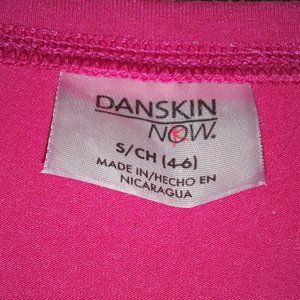 DANSKIN
NOW.
S/CH (4-6)
MADE IN/HECHO EN
NICARAGUA